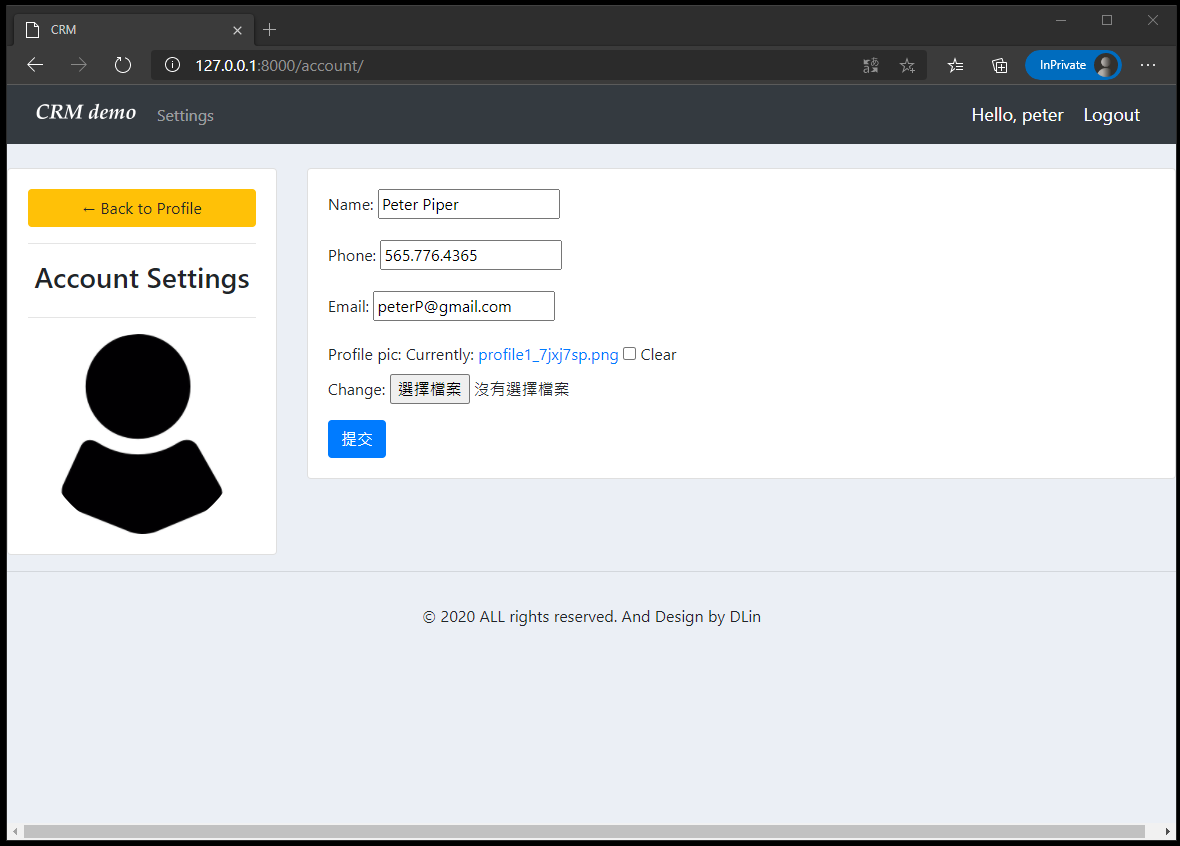 CRM
127.0.0.1:8000/account/
InPrivate
CRM demo Settings Hello, peter Logout
← Back to Profile
Account Settings
Name: Peter Piper
Phone: 565.776.4365
Email: peterP@gmail.com
Profile pic: Currently: profile1_7jxj7sp.png Clear
Change: 選擇檔案 沒有選擇檔案
提交
© 2020 ALL rights reserved. And Design by DLin